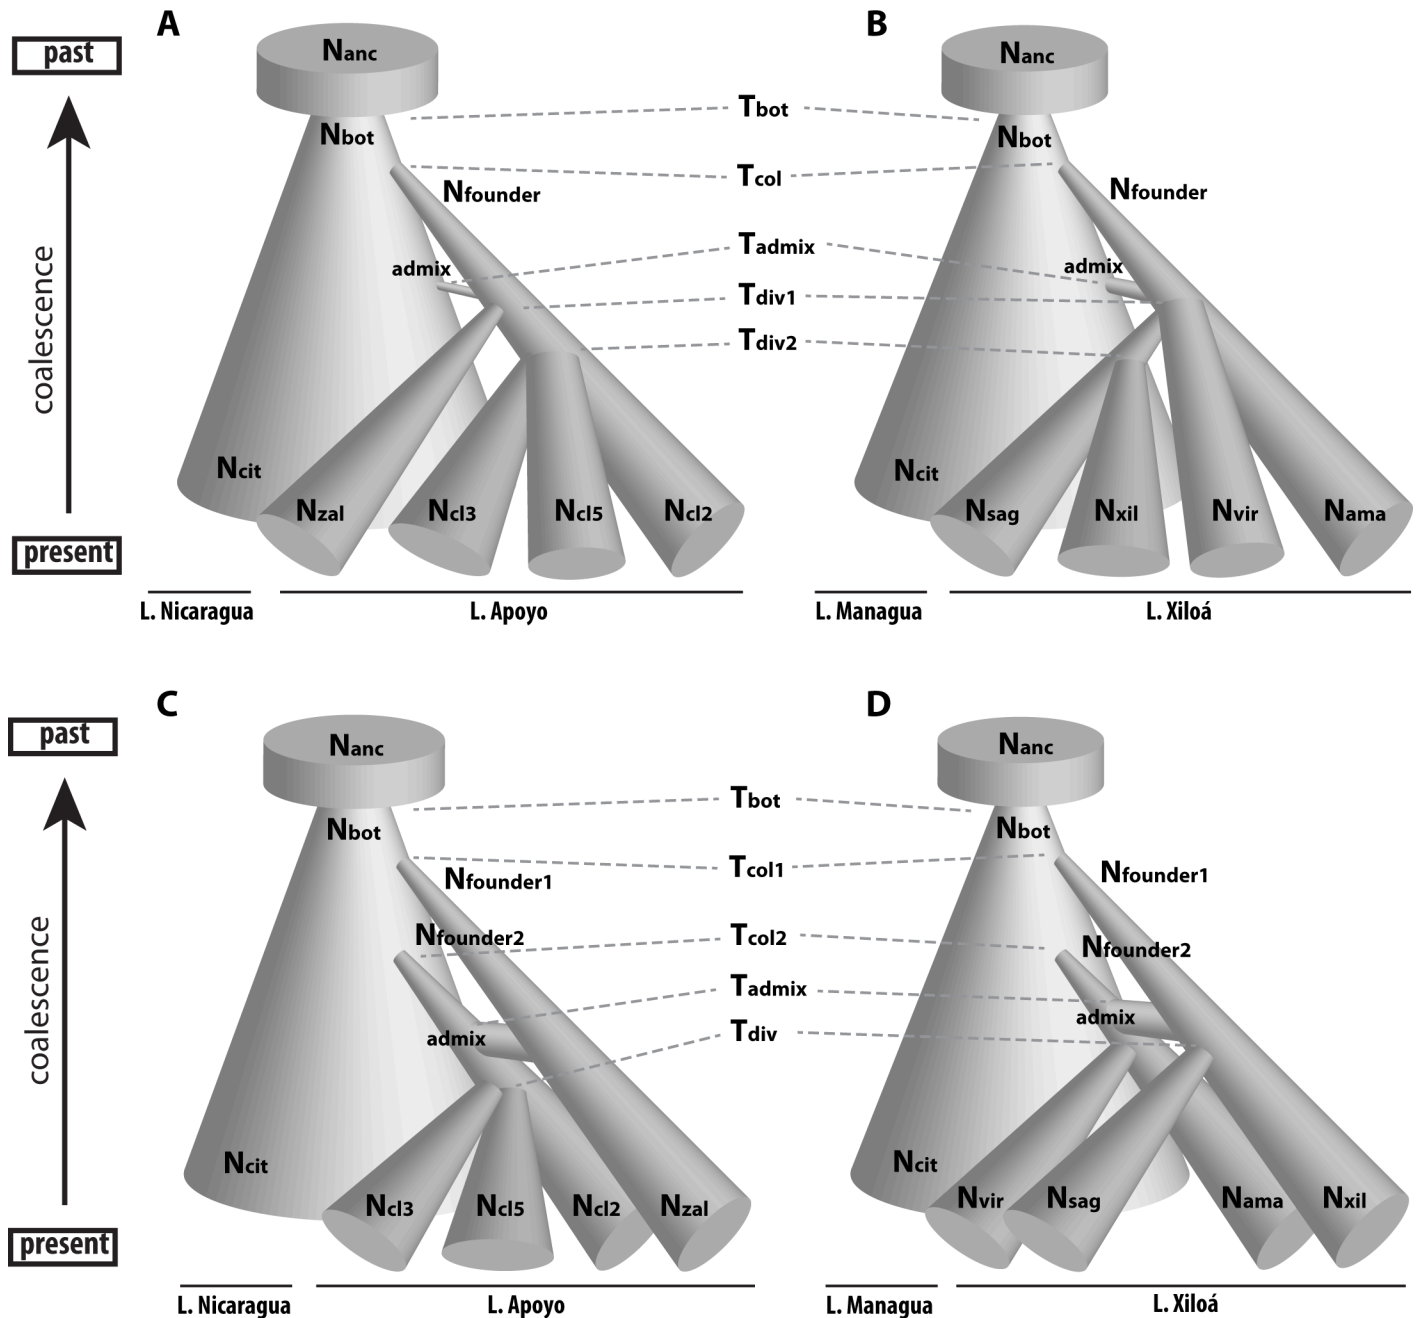 A
B
past
Nanc
Nanc
Tbot
Nbot
Nbot
Tcol
Nfounder
Nfounder
Tadmix
admix
admix
Tdiv1
Tdiv2
coalescence
Ncit
Nzal
Ncl3
Ncl5
Ncl2
Ncit
Nsag
Nxil
Nvir
Nama
present
L. Nicaragua
L. Apoyo
L. Managua
L. Xiloá
C
D
past
Nanc
Nanc
Tbot
Nbot
Nbot
Tcol1
Nfounder1
Nfounder1
Nfounder2
Tcol2
Nfounder2
Tadmix
admix
admix
Tdiv
coalescence
Ncit
Ncl3
Ncl5
Ncl2
Nzal
Ncit
Nvir
Nsag
Nama
Nxil
present
L. Nicaragua
L. Apoyo
L. Managua
L. Xiloá